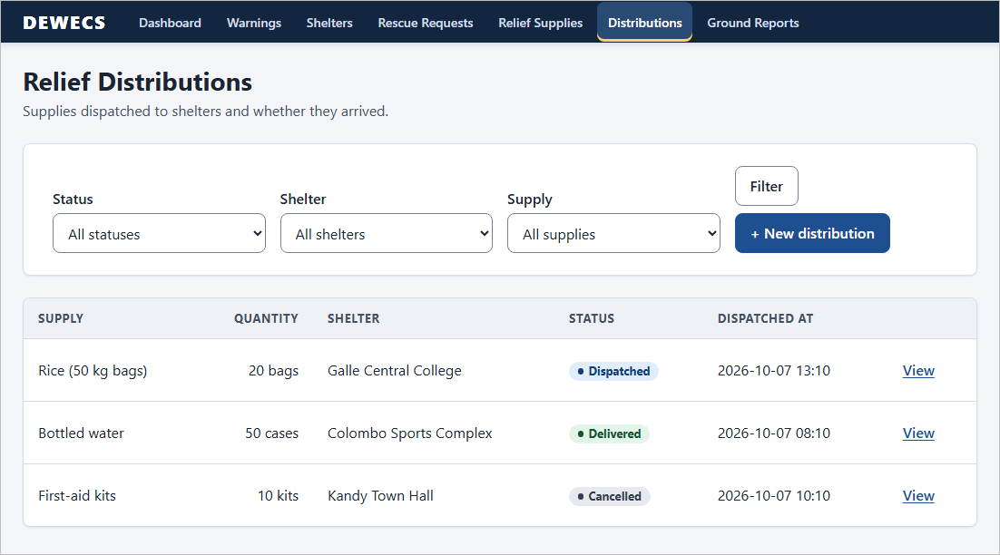 DEWECS Dashboard Warnings Shelters Rescue Requests Relief Supplies Distributions Ground Reports
Relief Distributions
Supplies dispatched to shelters and whether they arrived.
Status Shelter Supply Filter
All statuses All shelters All supplies + New distribution
SUPPLY QUANTITY SHELTER STATUS DISPATCHED AT
Rice (50 kg bags) 20 bags Galle Central College Dispatched 2026-10-07 13:10 View
Bottled water 50 cases Colombo Sports Complex Delivered 2026-10-07 08:10 View
First-aid kits 10 kits Kandy Town Hall Cancelled 2026-10-07 10:10 View